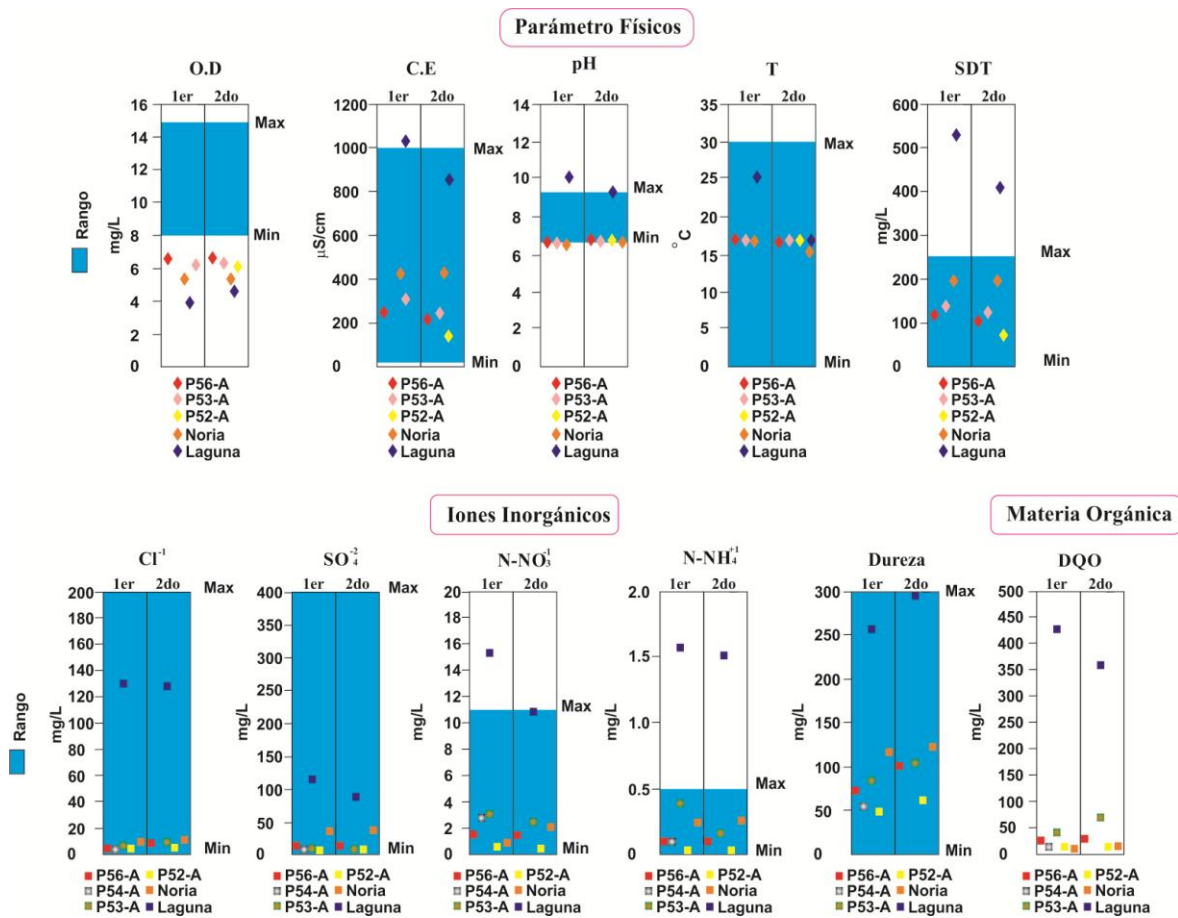 Parámetro Físicos
O.D
C.E
pH
T
SDT
1er 2do
1er 2do
1er 2do
1er 2do
1er 2do
Rango
mg/L
16
14
12
10
8
6
4
2
0
Max
Min
µS/cm
1200
1000
800
600
400
200
0
Max
Min
14
12
10
8
6
4
2
0
Max
Min
°C
35
30
25
20
15
10
5
0
Max
Min
mg/L
600
500
400
300
200
100
0
Max
Min
P56-A
P53-A
P52-A
Noria
Laguna
P56-A
P53-A
P52-A
Noria
Laguna
P56-A
P53-A
P52-A
Noria
Laguna
P56-A
P53-A
P52-A
Noria
Laguna
P56-A
P53-A
P52-A
Noria
Laguna
Iones Inorgánicos
Materia Orgánica
Cl⁻¹
SO₄⁻²
N-NO₃⁻¹
N-NH₄⁺¹
Dureza
DQO
1er 2do
1er 2do
1er 2do
1er 2do
1er 2do
1er 2do
Rango
mg/L
200
180
160
140
120
100
80
60
40
20
0
Max
Min
mg/L
400
350
300
250
200
150
100
50
0
Max
Min
mg/L
20
18
16
14
12
10
8
6
4
2
0
Max
Min
mg/L
2.0
1.5
1.0
0.5
0
Max
Min
mg/L
300
250
200
150
100
50
0
Max
Min
mg/L
500
450
400
350
300
250
200
150
100
50
0
P56-A P52-A
P54-A Noria
P53-A Laguna
P56-A P52-A
P54-A Noria
P53-A Laguna
P56-A P52-A
P54-A Noria
P53-A Laguna
P56-A P52-A
P54-A Noria
P53-A Laguna
P56-A P52-A
P54-A Noria
P53-A Laguna
P56-A P52-A
P54-A Noria
P53-A Laguna